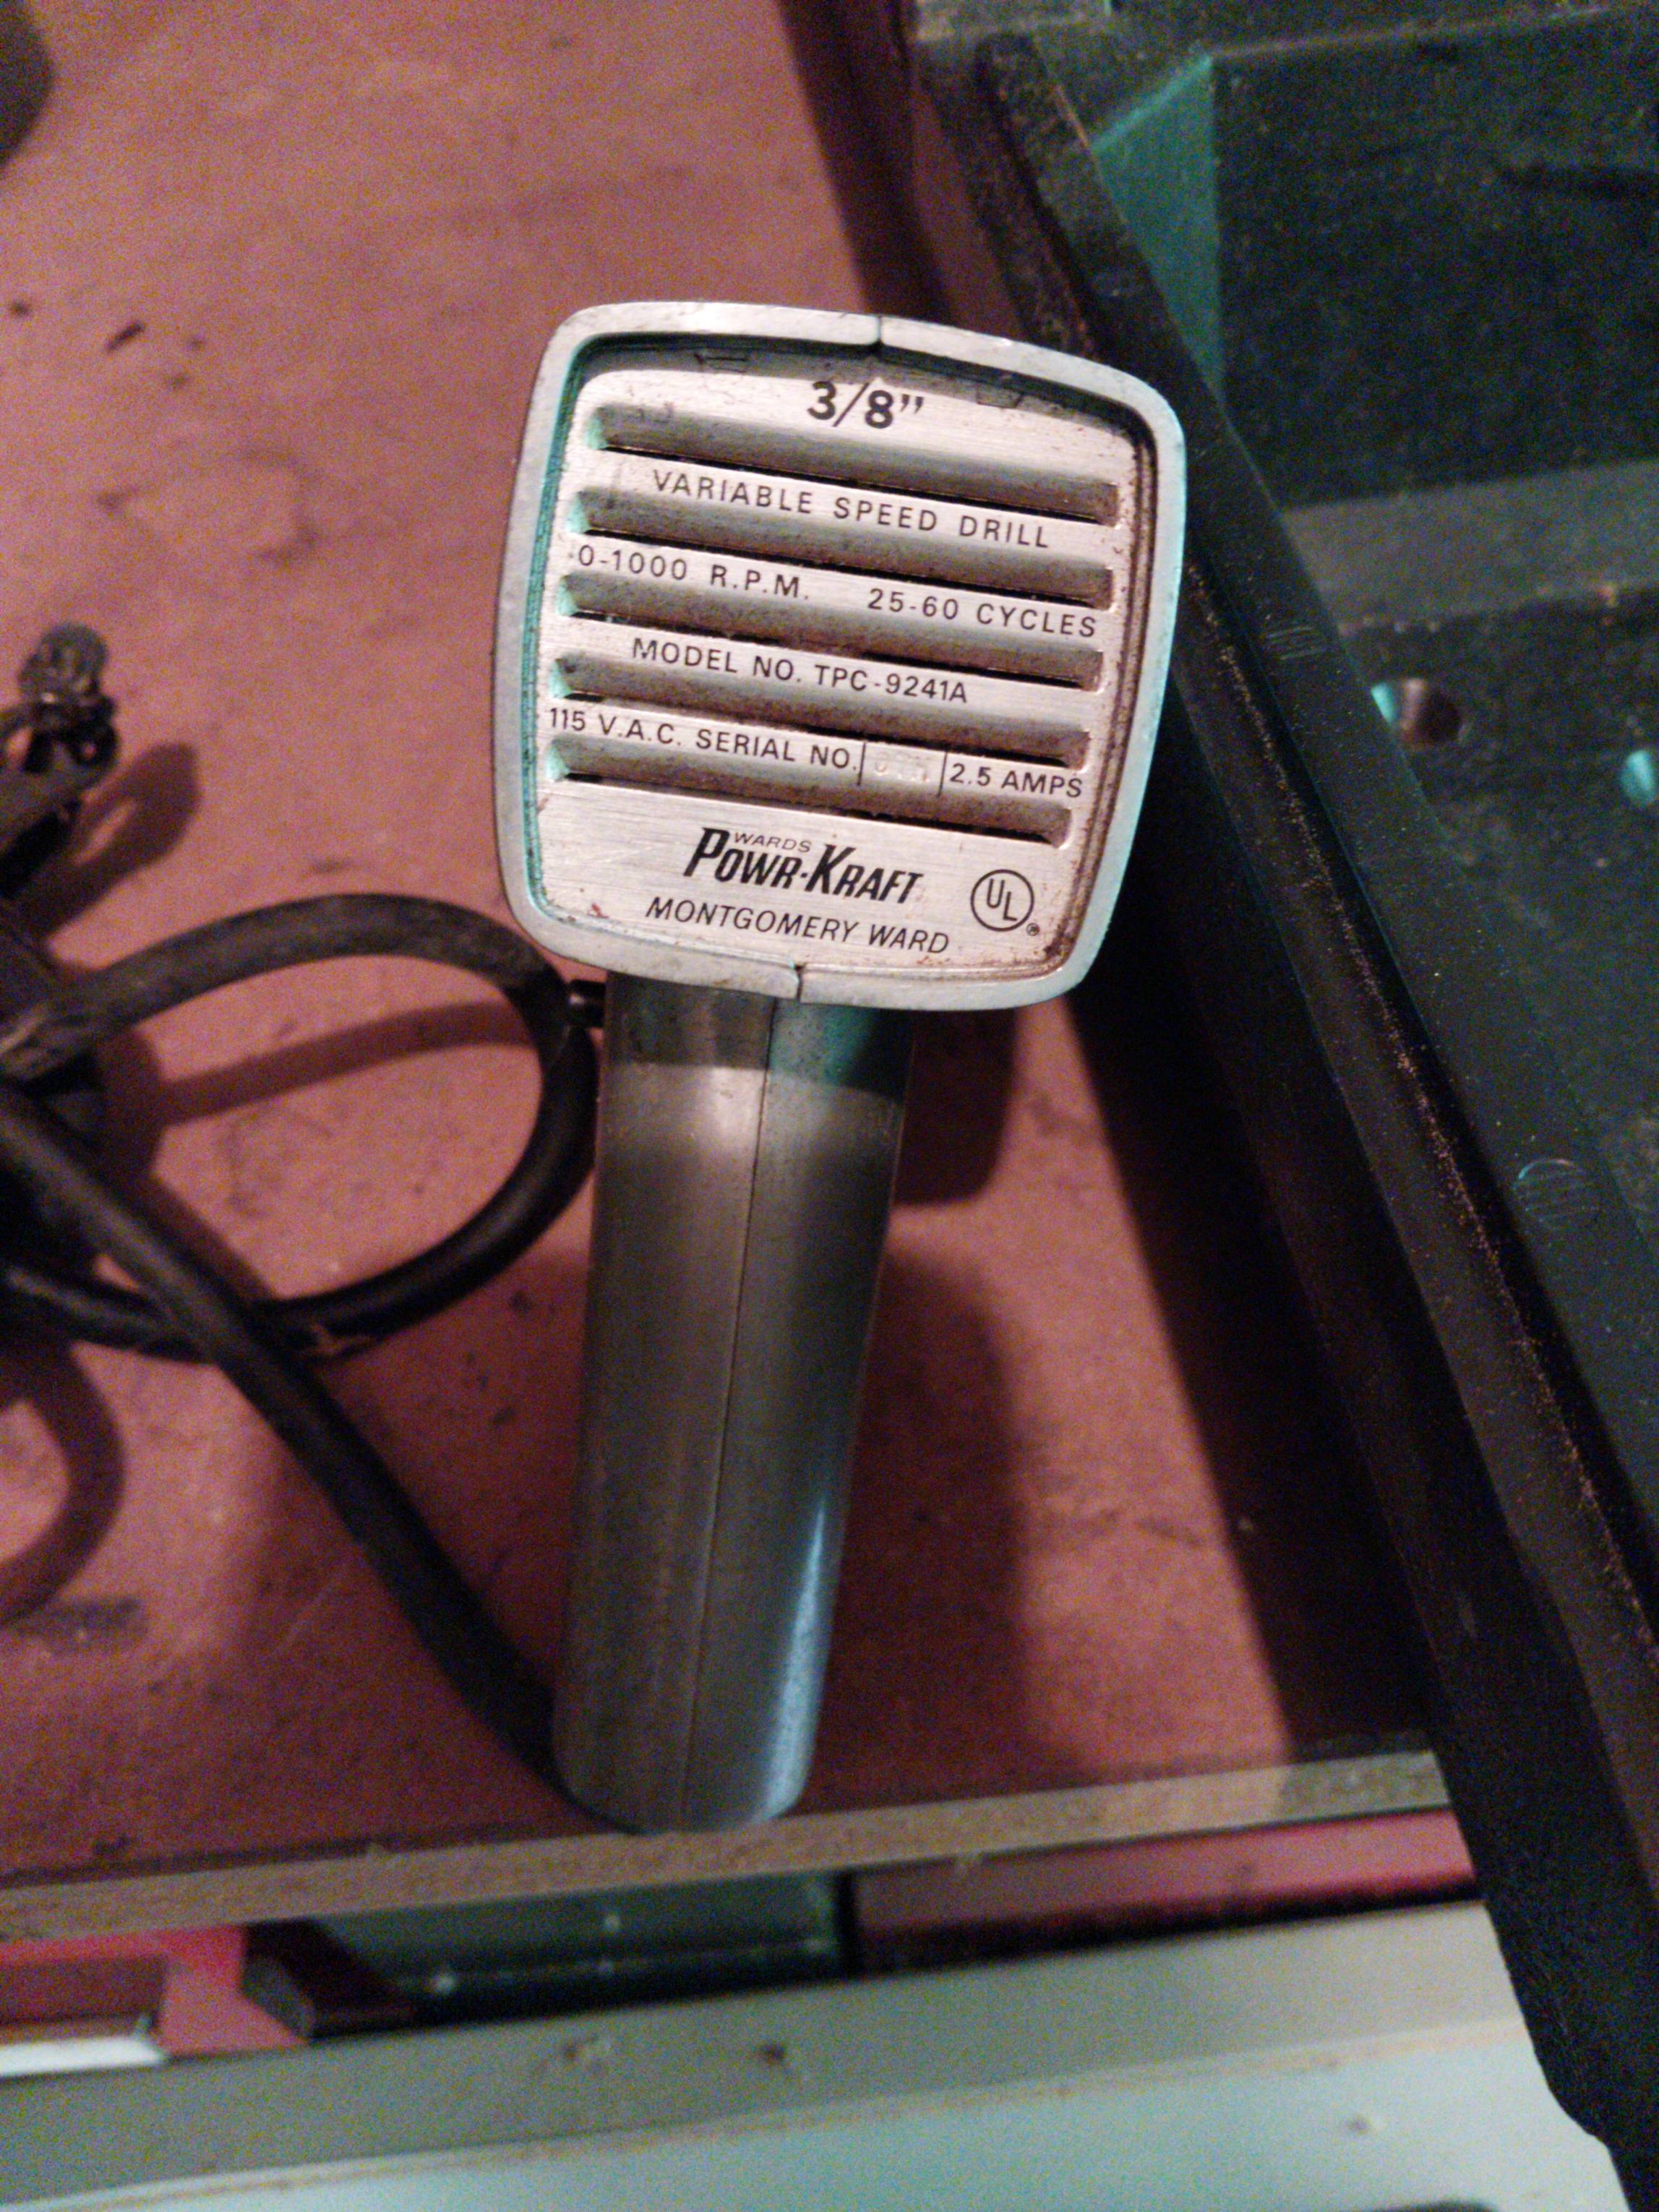 3/8”
VARIABLE SPEED DRILL
0-1000 R.P.M. 25-60 CYCLES
MODEL NO. TPC-9241A
115 V.A.C. SERIAL NO. 2.5 AMPS
WARDS
POWR-KRAFT
UL ®
MONTGOMERY WARD